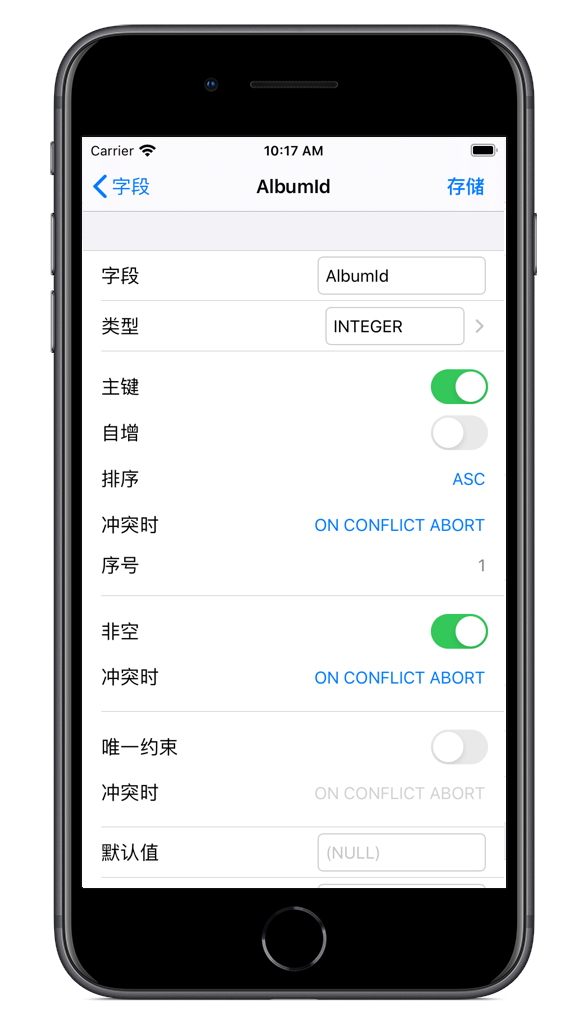 Carrier 10:17 AM
字段 AlbumId 存储
字段 AlbumId
类型 INTEGER
主键
自增
排序 ASC
冲突时 ON CONFLICT ABORT
序号 1
非空
冲突时 ON CONFLICT ABORT
唯一约束
冲突时 ON CONFLICT ABORT
默认值 (NULL)